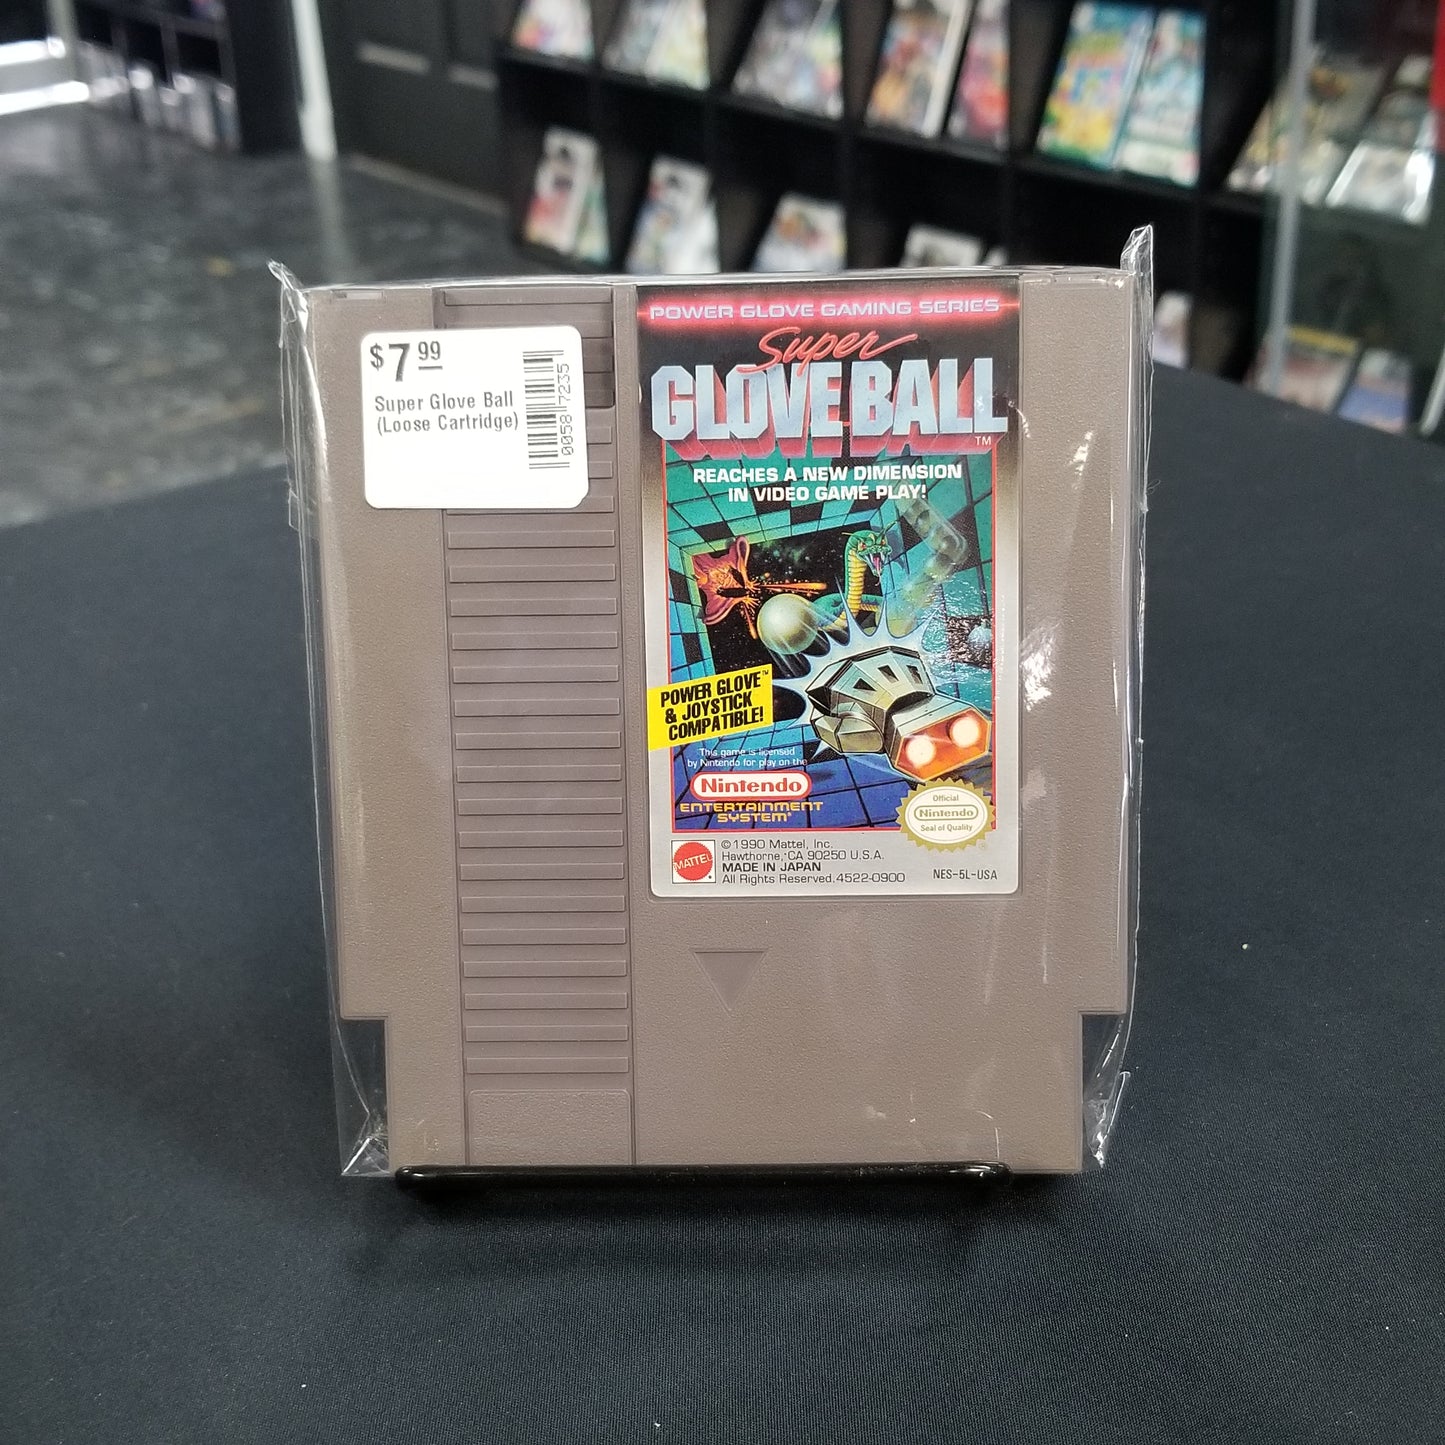 $7.99
Super Glove Ball
(Loose Cartridge)
0058 7235
POWER GLOVE GAMING SERIES
Super
GLOVE BALL™
REACHES A NEW DIMENSION
IN VIDEO GAME PLAY!
POWER GLOVE™
& JOYSTICK
COMPATIBLE!
This game is licensed
by Nintendo for play on the
Nintendo
ENTERTAINMENT
SYSTEM®
Official
Nintendo
Seal of Quality
MATTEL
©1990 Mattel, Inc.
Hawthorne, CA 90250 U.S.A.
MADE IN JAPAN
All Rights Reserved. 4522-0900
NES-5L-USA